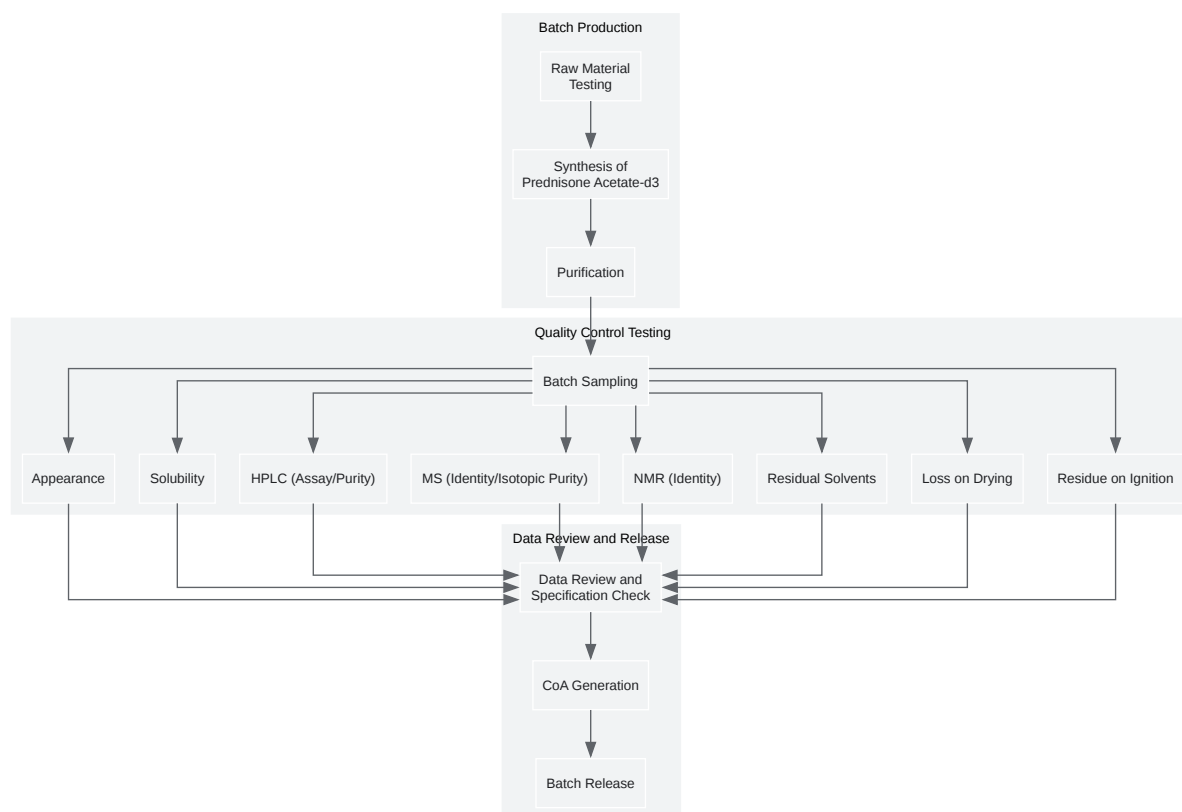 Batch Production
Raw Material
Testing
Synthesis of
Prednisone Acetate-d3
Purification
Quality Control Testing
Batch Sampling
Appearance
Solubility
HPLC (Assay/Purity)
MS (Identity/Isotopic Purity)
NMR (Identity)
Residual Solvents
Loss on Drying
Residue on Ignition
Data Review and Release
Data Review and
Specification Check
CoA Generation
Batch Release